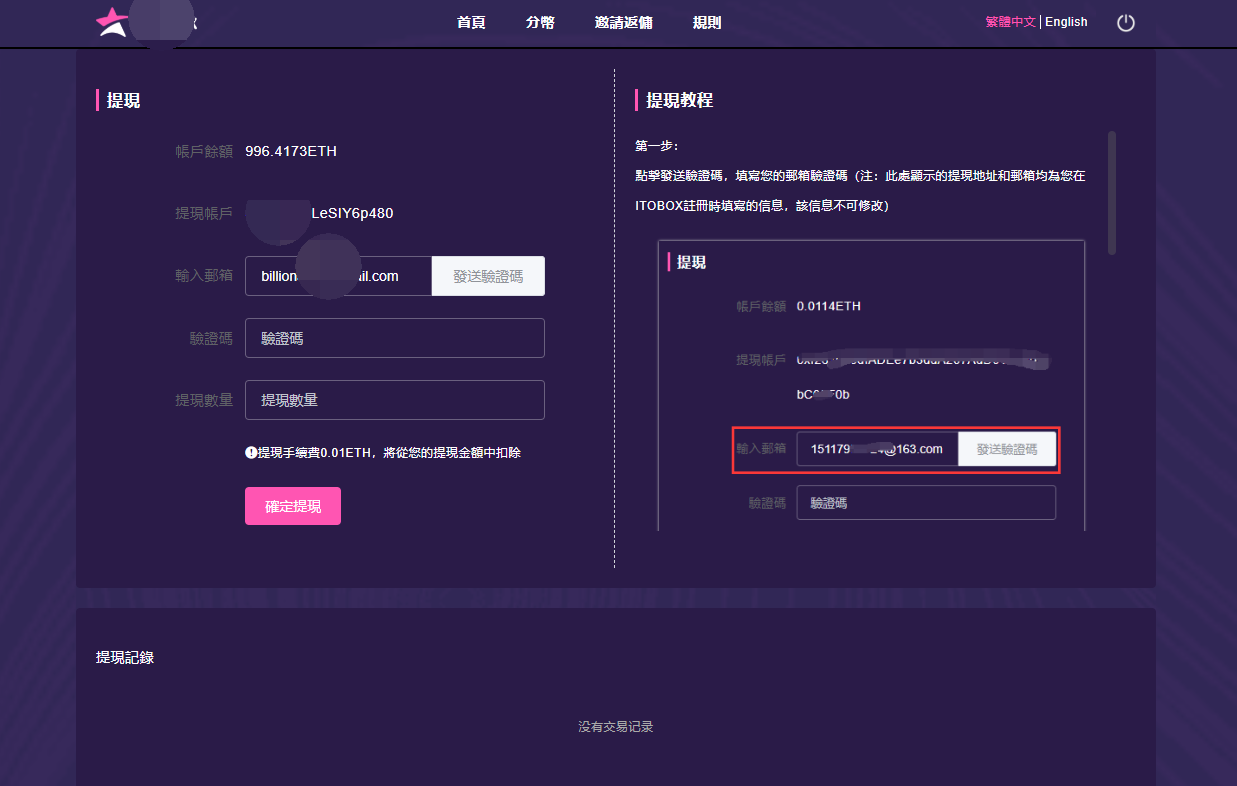 首頁 分幣 邀請返傭 規則 繁體中文 | English
提現
帳戶餘額 996.4173ETH
提現帳戶 LeSIY6p480
輸入郵箱 billion il.com 發送驗證碼
驗證碼 驗證碼
提現數量 提現數量
提現手續費0.01ETH，將從您的提現金額中扣除
確定提現
提現教程
第一步：
點擊發送驗證碼，填寫您的郵箱驗證碼（注：此處顯示的提現地址和郵箱均為您在
ITOBOX註冊時填寫的信息，該信息不可修改）
提現
帳戶餘額 0.0114ETH
提現帳戶
bC F0b
輸入郵箱 151179 @163.com 發送驗證碼
驗證碼 驗證碼
提現記錄
没有交易记录